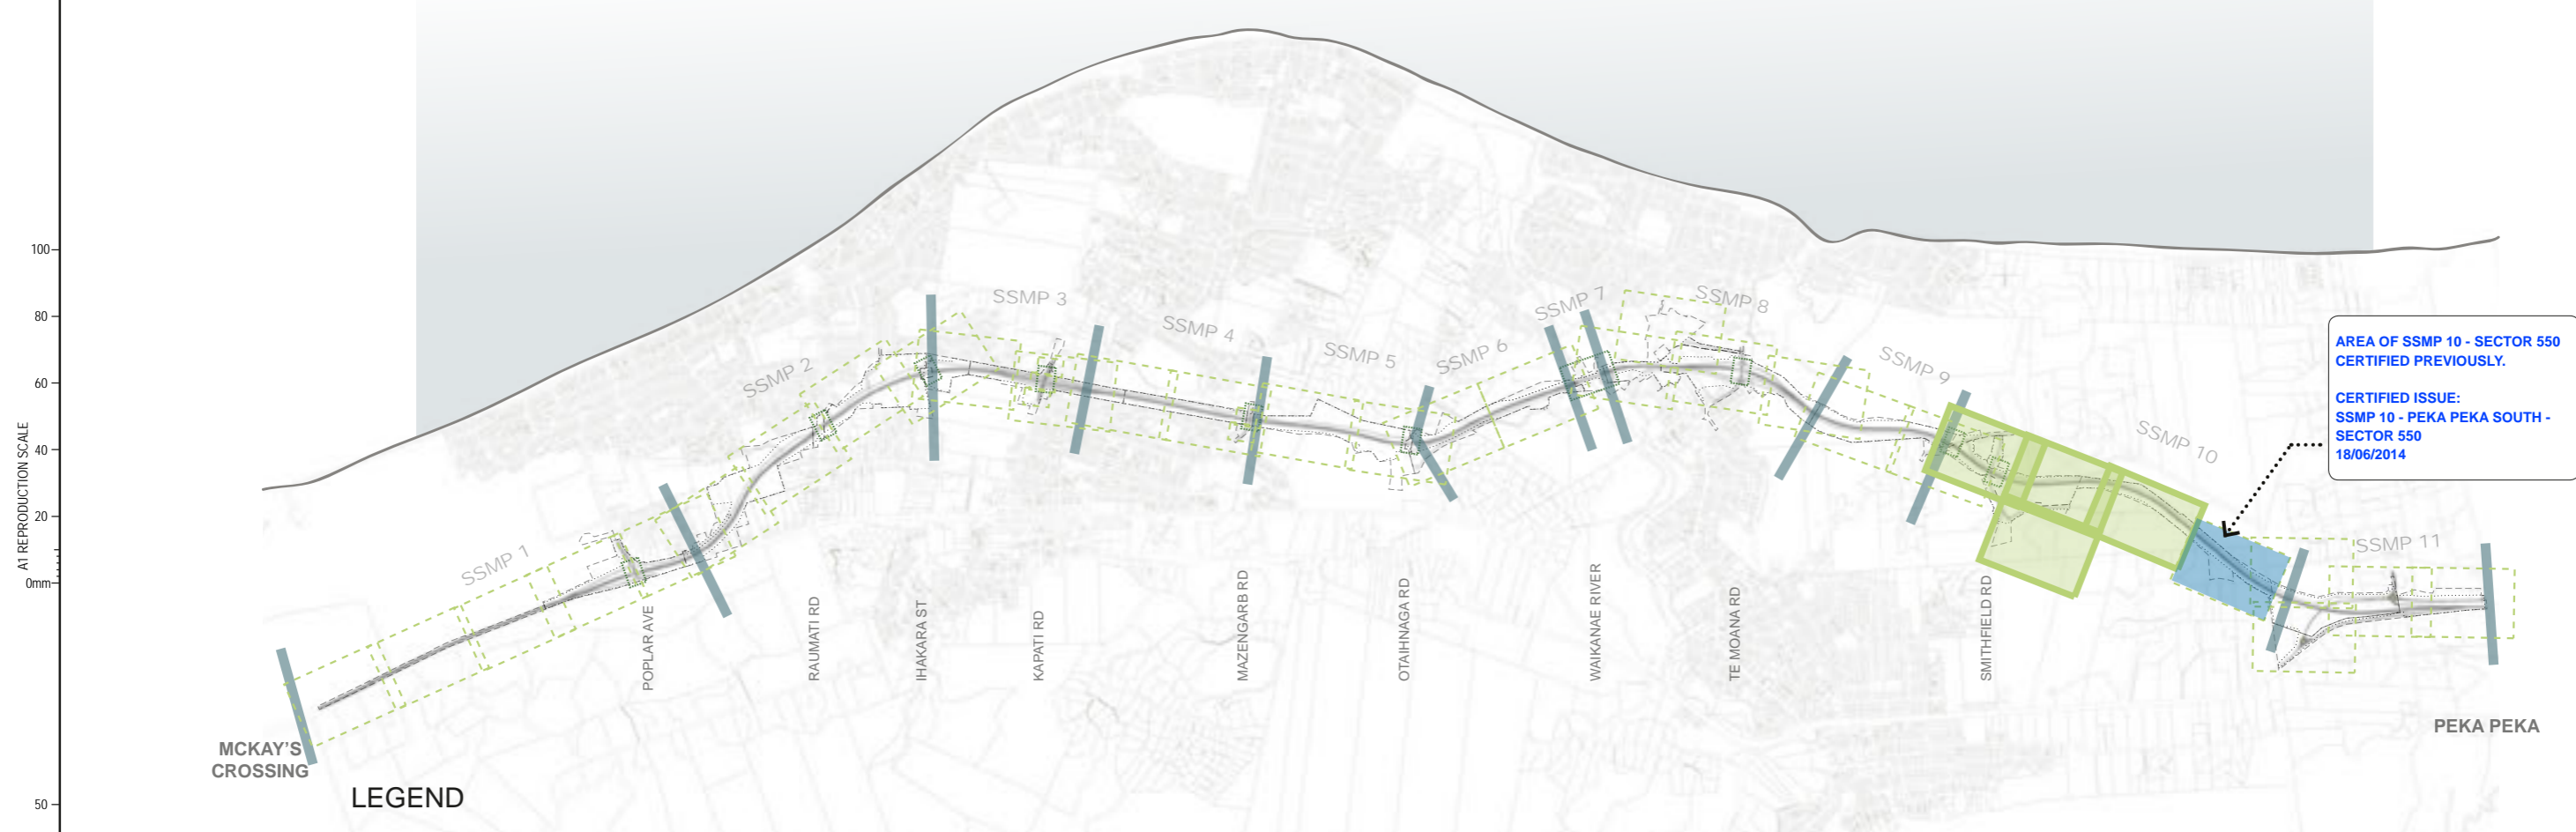 A1 REPRODUCTION SCALE
100
80
60
40
20
0mm
50
SSMP 1
SSMP 2
SSMP 3
SSMP 4
SSMP 5
SSMP 6
SSMP 7
SSMP 8
SSMP 9
SSMP 10
SSMP 11
AREA OF SSMP 10 - SECTOR 550
CERTIFIED PREVIOUSLY.
CERTIFIED ISSUE:
SSMP 10 - PEKA PEKA SOUTH -
SECTOR 550
18/06/2014
POPLAR AVE
RAUMATI RD
IHAKARA ST
KAPATI RD
MAZENGARB RD
OTAIHNAGA RD
WAIKANAE RIVER
TE MOANA RD
SMITHFIELD RD
MCKAY'S
CROSSING
PEKA PEKA
LEGEND